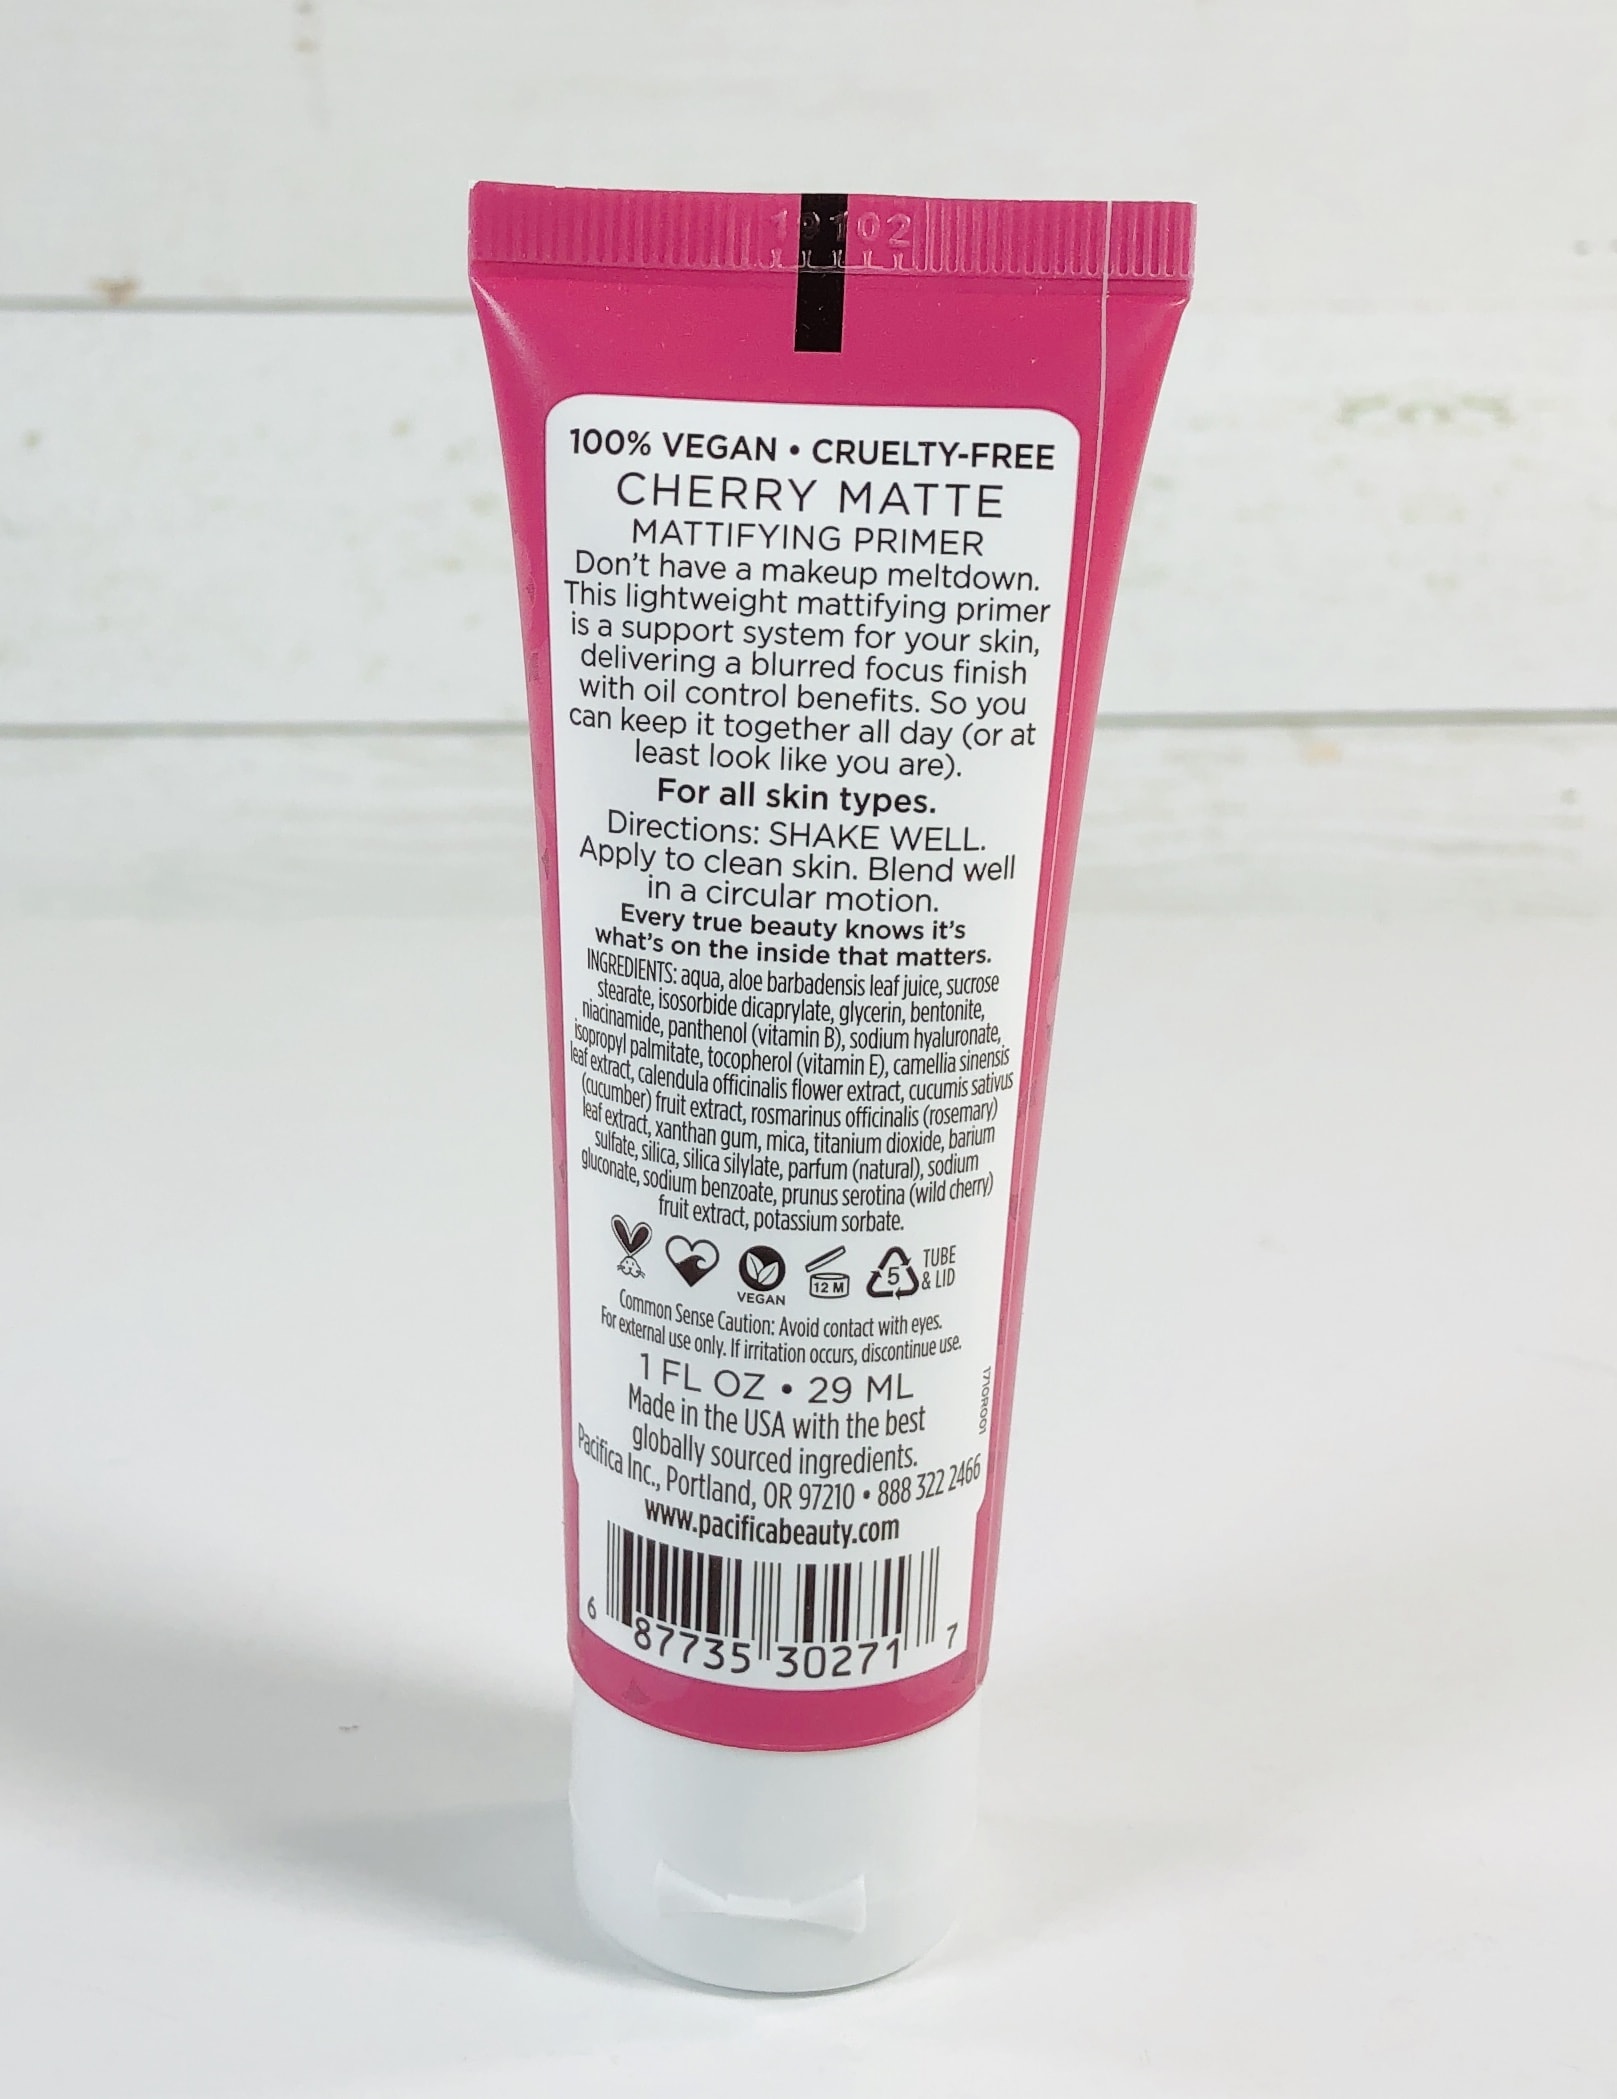 19102
100% VEGAN • CRUELTY-FREE
CHERRY MATTE
MATTIFYING PRIMER
Don't have a makeup meltdown.
This lightweight mattifying primer
is a support system for your skin,
delivering a blurred focus finish
with oil control benefits. So you
can keep it together all day (or at
least look like you are).
For all skin types.
Directions: SHAKE WELL.
Apply to clean skin. Blend well
in a circular motion.
Every true beauty knows it's
what's on the inside that matters.
INGREDIENTS: aqua, aloe barbadensis leaf juice, sucrose
stearate, isosorbide dicaprylate, glycerin, bentonite,
niacinamide, panthenol (vitamin B), sodium hyaluronate,
isopropyl palmitate, tocopherol (vitamin E), camellia sinensis
leaf extract, calendula officinalis flower extract, cucumis sativus
(cucumber) fruit extract, rosmarinus officinalis (rosemary)
leaf extract, xanthan gum, mica, titanium dioxide, barium
sulfate, silica, silica silylate, parfum (natural), sodium
gluconate, sodium benzoate, prunus serotina (wild cherry)
fruit extract, potassium sorbate.
VEGAN
12 M
5
TUBE
& LID
Common Sense Caution: Avoid contact with eyes.
For external use only. If irritation occurs, discontinue use.
1 FL OZ • 29 ML
Made in the USA with the best
globally sourced ingredients.
Pacifica Inc., Portland, OR 97210 • 888 322 2466
www.pacificabeauty.com
171OR001
6 87735 30271 7